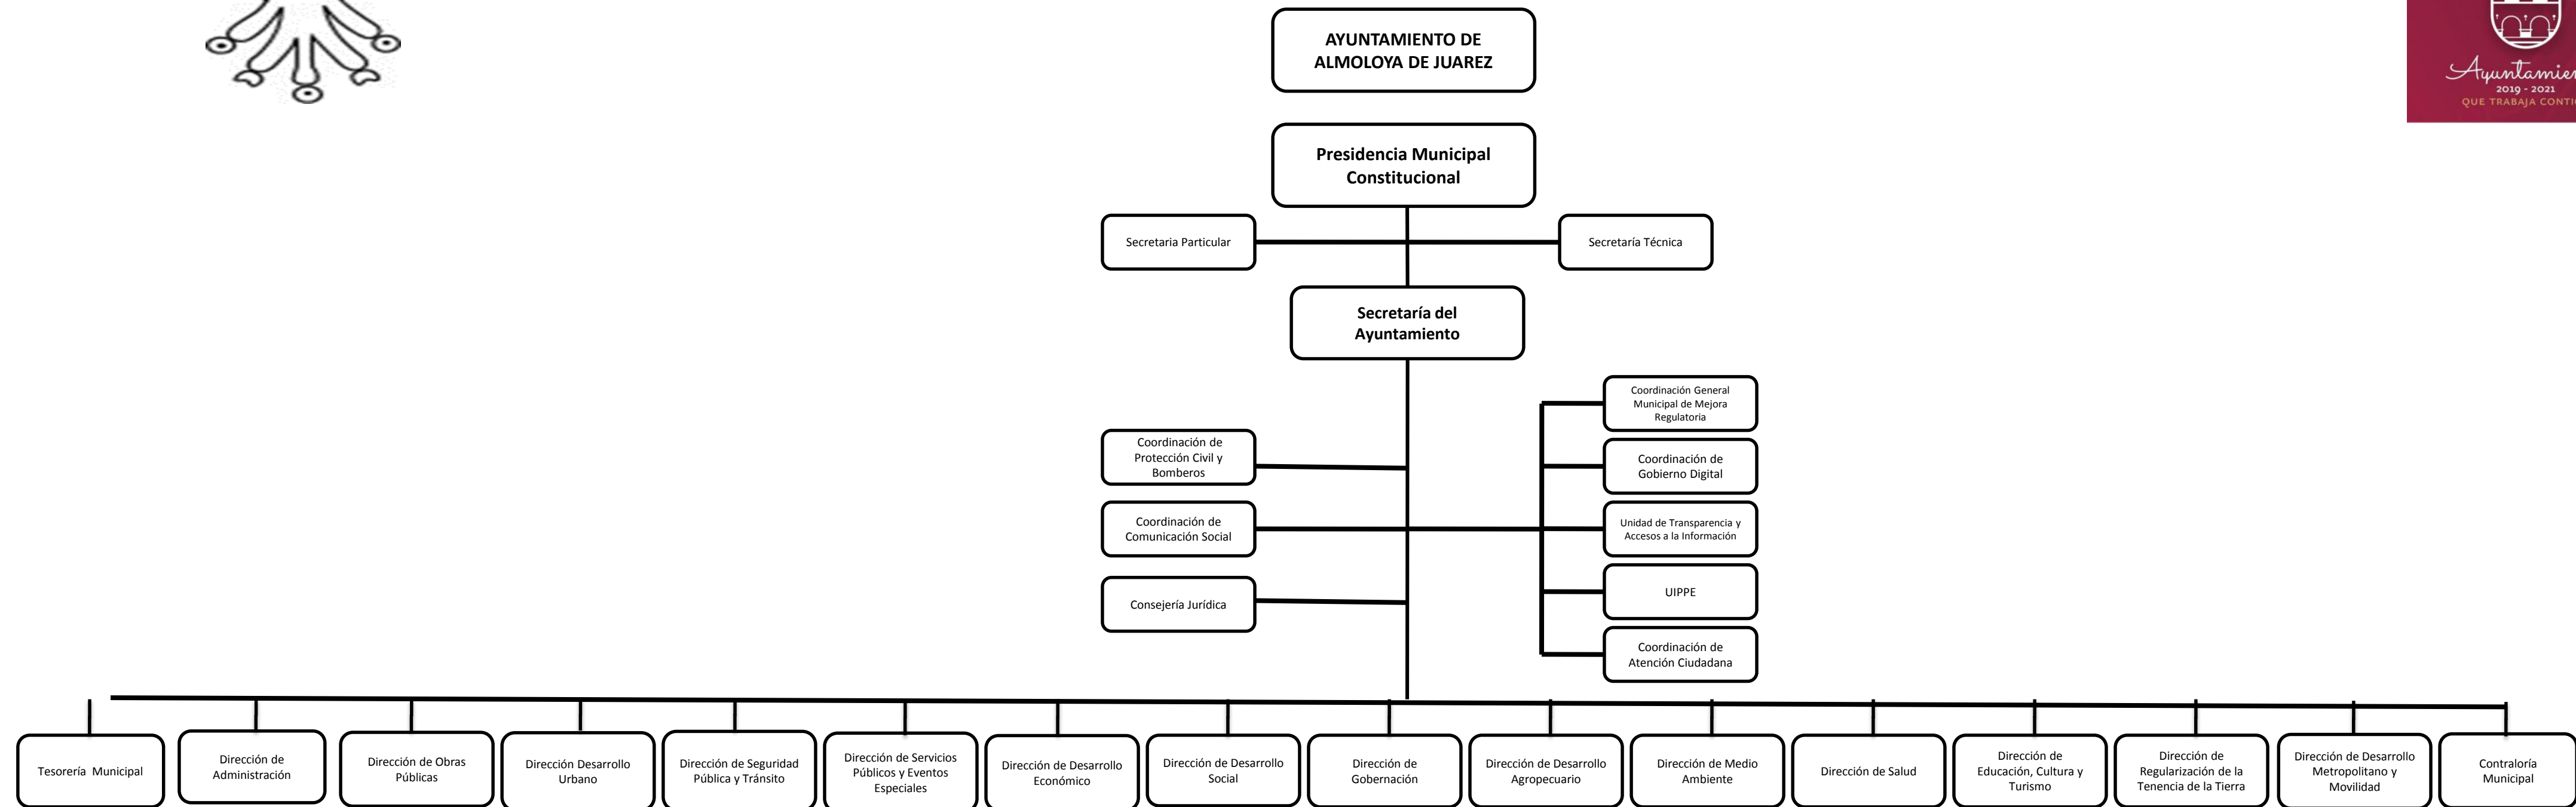 AYUNTAMIENTO DE
ALMOLOYA DE JUAREZ
2019 - 2021
QUE TRABAJA
Presidencia Municipal
Constitucional
Secretaria Particular
Secretaría Técnica
Secretaría del
Ayuntamiento
Coordinación General
Municipal de Mejora
Regulatoria
Coordinación de
Protección Civil y
Bomberos
Coordinación de
Gobierno Digital
Coordinación de
Comunicación Social
Unidad de Transparencia y
Accesos a la Información
Consejería Jurídica
UIPPE
Coordinación de
Atención Ciudadana
Tesorería Municipal
Dirección de
Administración
Dirección de Obras
Públicas
Dirección Desarrollo
Urbano
Dirección de Seguridad
Pública y Tránsito
Dirección de Servicios
Públicos y Eventos
Especiales
Dirección de Desarrollo
Económico
Dirección de Desarrollo
Social
Dirección de
Gobernación
Dirección de Desarrollo
Agropecuario
Dirección de Medio
Ambiente
Dirección de Salud
Dirección de
Educación, Cultura y
Turismo
Dirección de
Regularización de la
Tenencia de la Tierra
Dirección de Desarrollo
Metropolitano y
Movilidad
Contraloría
Municipal